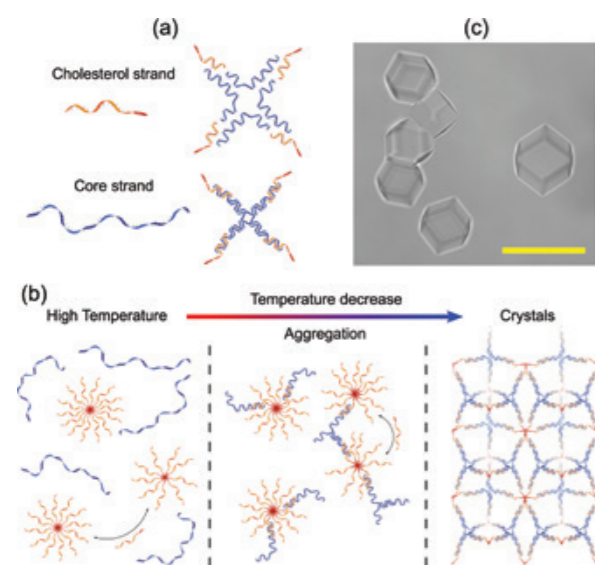 (a)
Cholesterol strand
Core strand
(c)
(b)
High Temperature
Temperature decrease
Aggregation
Crystals